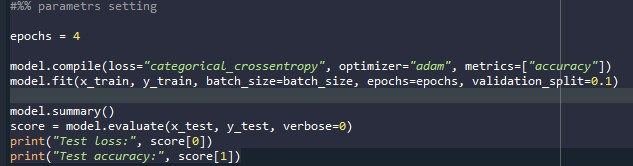 #%% parametrs setting
epochs = 4
model.compile(loss="categorical_crossentropy", optimizer="adam", metrics=["accuracy"])
model.fit(x_train, y_train, batch_size=batch_size, epochs=epochs, validation_split=0.1)
model.summary()
score = model.evaluate(x_test, y_test, verbose=0)
print("Test loss:", score[0])
print("Test accuracy:", score[1])